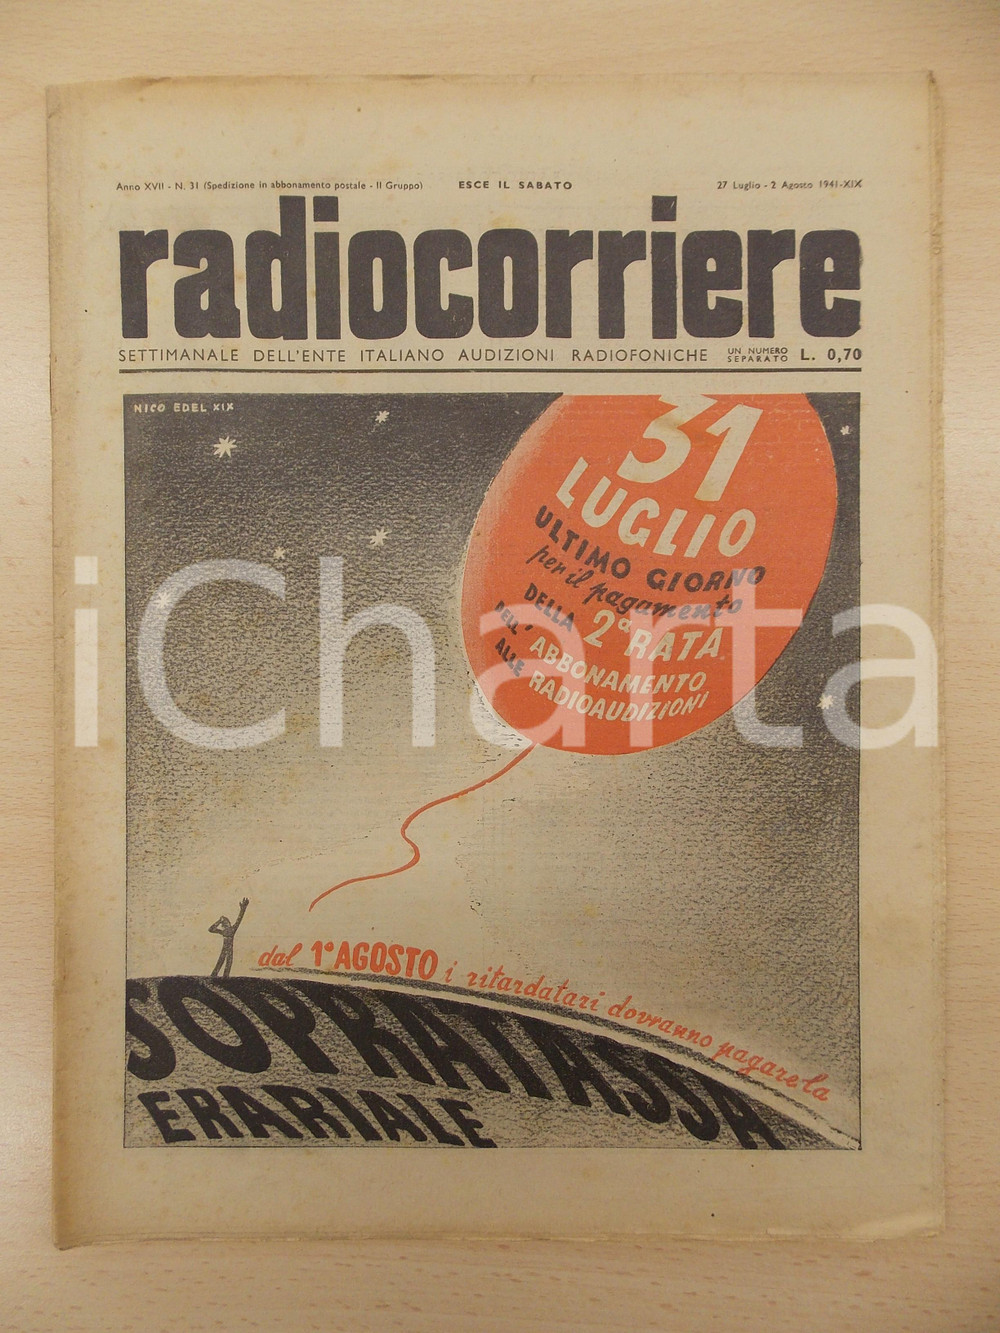 Anno XVII - N. 31 (Spedizione in abbonamento postale - II Gruppo) ESCE IL SABATO 27 Luglio - 2 Agosto 1941-XIX
radiocorriere
SETTIMANALE DELL'ENTE ITALIANO AUDIZIONI RADIOFONICHE UN NUMERO SEPARATO L. 0,70
NICO EDEL XIX
31
LUGLIO
ULTIMO GIORNO
per il pagamento
DELLA 2ª RATA
DELL' ABBONAMENTO
ALLE RADIOAUDIZIONI
iCharta
dal 1° AGOSTO i ritardatari dovranno pagare la
SOPRATASSA
ERARIALE